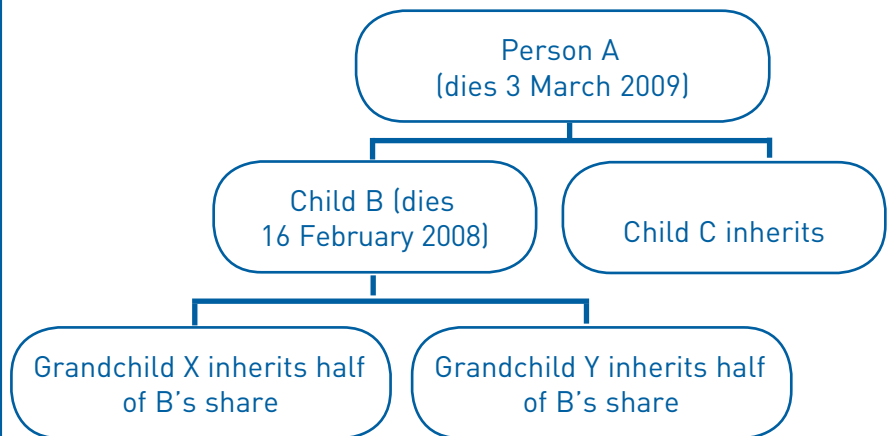 Person A
(dies 3 March 2009)
Child B (dies
16 February 2008)
Child C inherits
Grandchild X inherits half
of B’s share
Grandchild Y inherits half
of B’s share